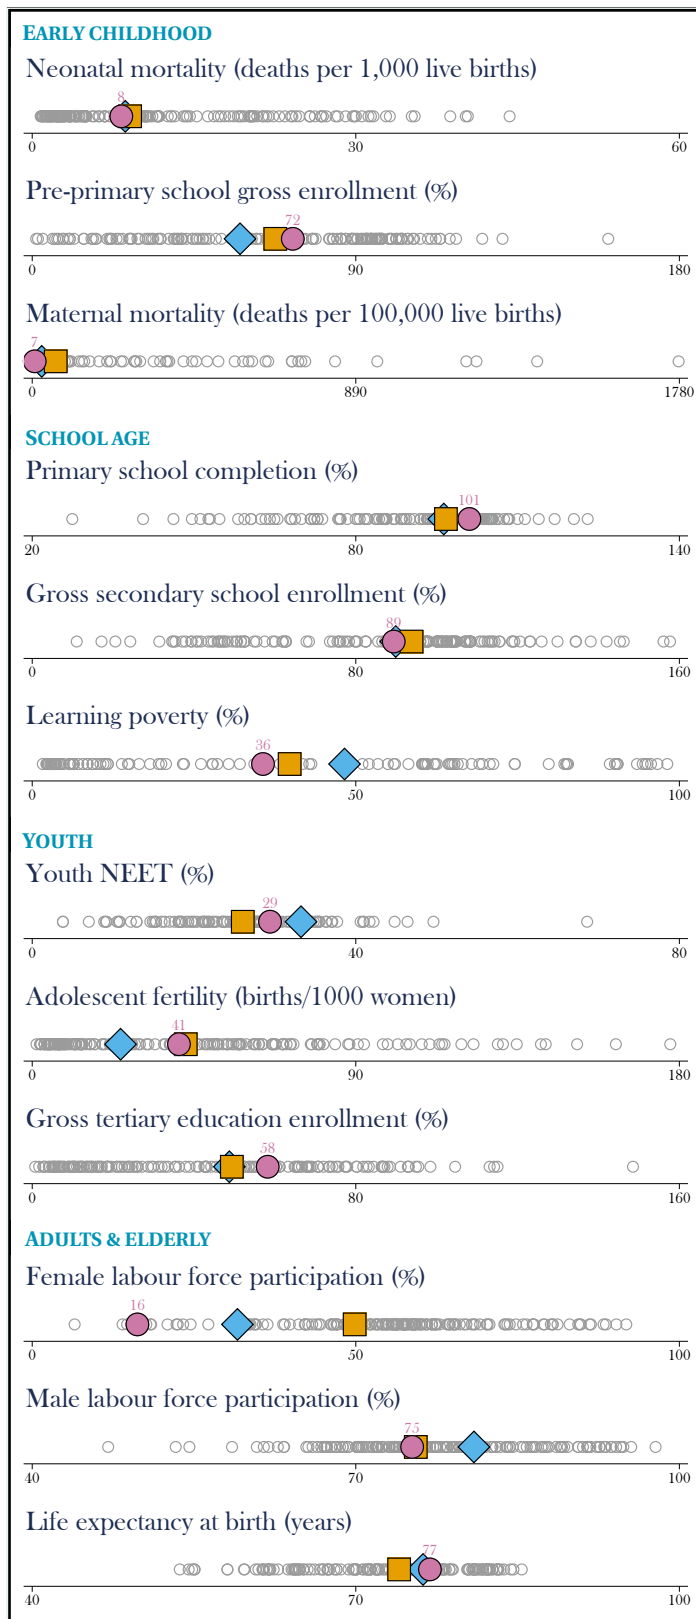 EARLY CHILDHOOD
Neonatal mortality (deaths per 1,000 live births)
8
0 30 60
Pre-primary school gross enrollment (%)
72
0 90 180
Maternal mortality (deaths per 100,000 live births)
7
0 890 1780
SCHOOL AGE
Primary school completion (%)
101
20 80 140
Gross secondary school enrollment (%)
89
0 80 160
Learning poverty (%)
36
0 50 100
YOUTH
Youth NEET (%)
29
0 40 80
Adolescent fertility (births/1000 women)
41
0 90 180
Gross tertiary education enrollment (%)
58
0 80 160
ADULTS & ELDERLY
Female labour force participation (%)
16
0 50 100
Male labour force participation (%)
75
40 70 100
Life expectancy at birth (years)
77
40 70 100